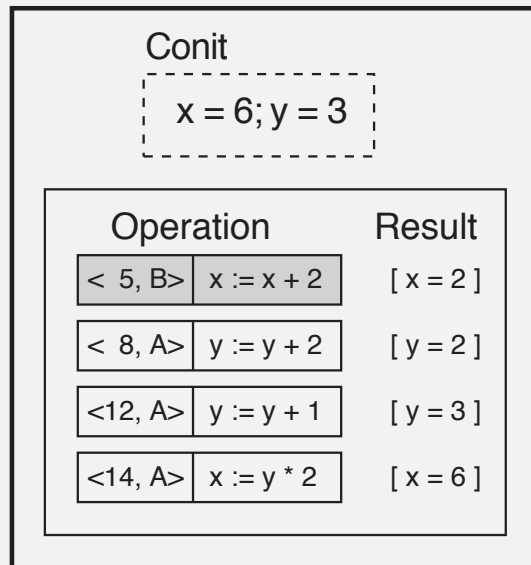 Conit
x = 6; y = 3
Operation Result
< 5, B> x := x + 2 [ x = 2 ]
< 8, A> y := y + 2 [ y = 2 ]
<12, A> y := y + 1 [ y = 3 ]
<14, A> x := y * 2 [ x = 6 ]